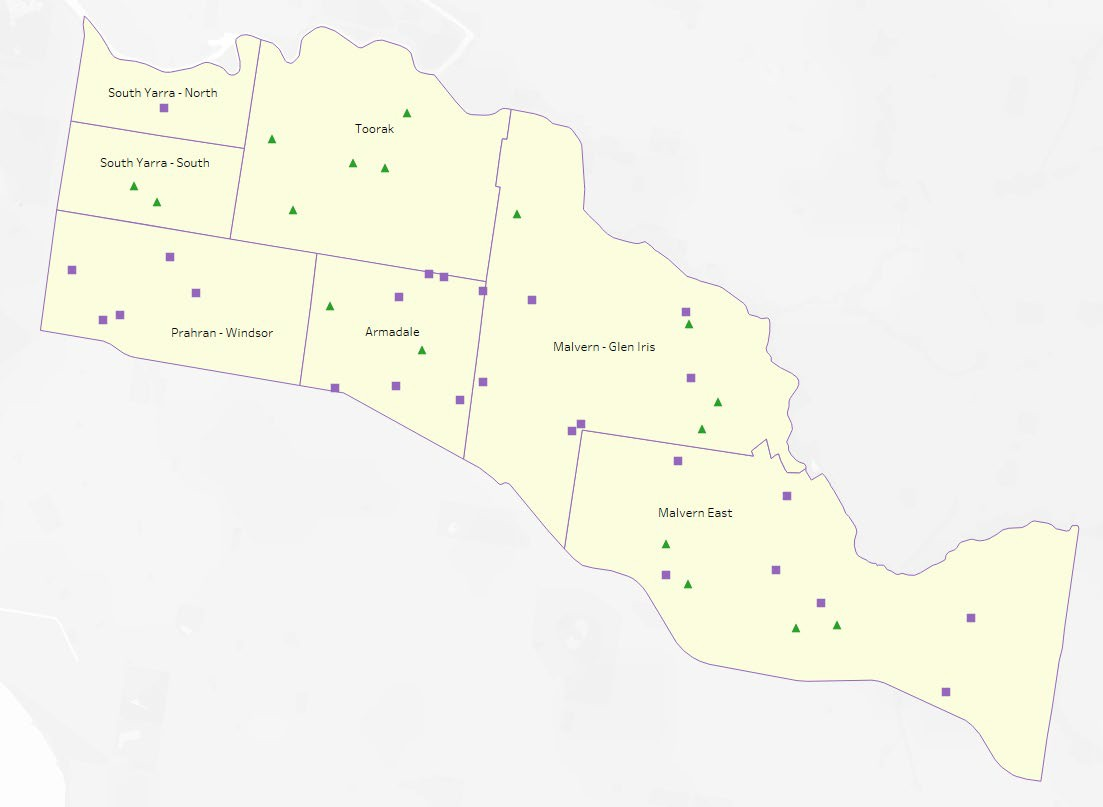 South Yarra - North
Toorak
South Yarra - South
Prahran - Windsor
Armadale
Malvern - Glen Iris
Malvern East